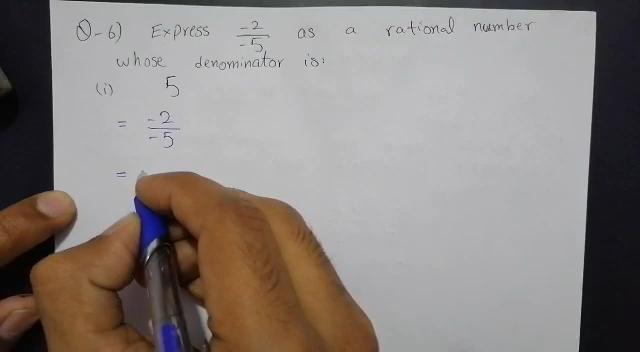 Q-6) Express -2/-5 as a rational number
whose denominator is:
(i) 5
= -2/-5
=